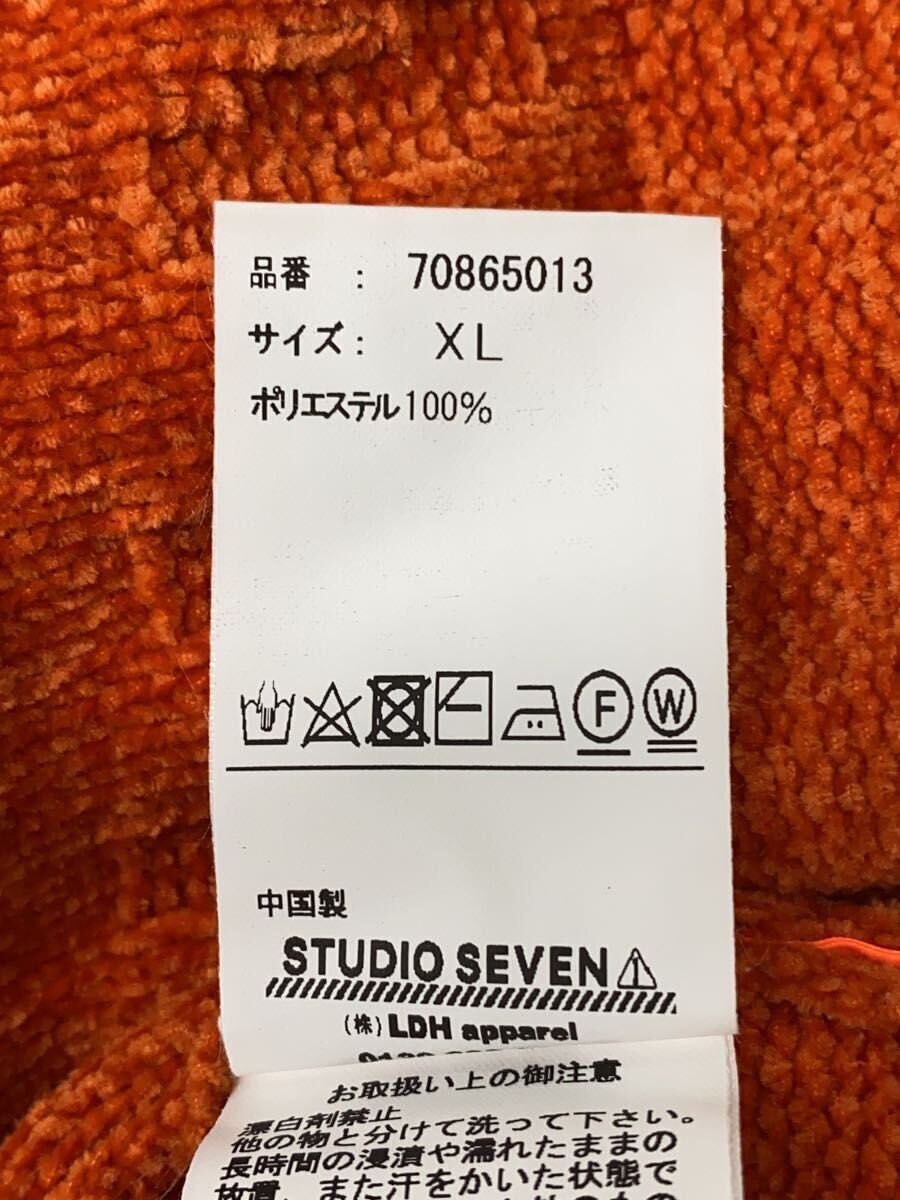 品番 : 70865013
サイズ: XL
ポリエステル100%
F W
中国製
STUDIO SEVEN
(株) LDH apparel
お取扱い上の御注意
漂白剤禁止
他の物と分けて洗って下さい。
長時間の浸漬や濡れたままの
放置、また汗をかいた状態で